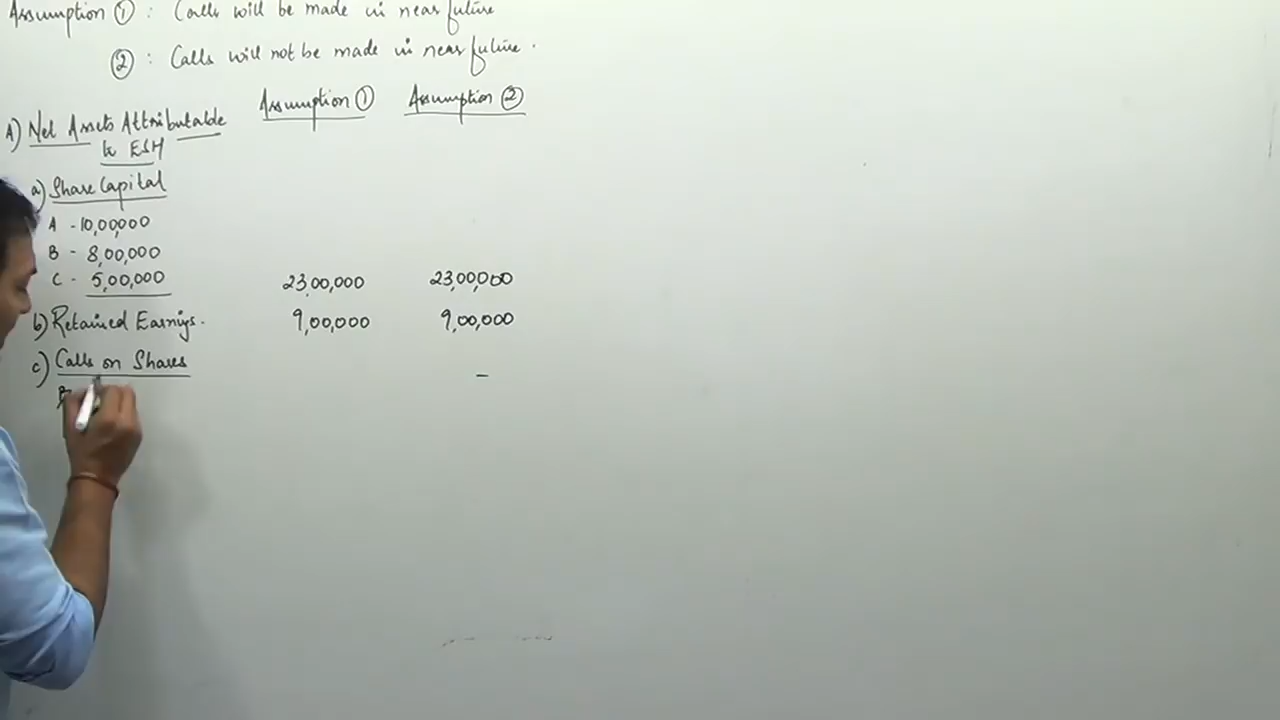 Assumption ① : Calls will be made in near future
② : Calls will not be made in near future.
Assumption ① Assumption ②
A) Net Assets Attributable
to ESH
a) Share Capital
A - 10,00,000
B - 8,00,000
C - 5,00,000 23,00,000 23,00,000
b) Retained Earnings. 9,00,000 9,00,000
c) Calls on Shares
–
B